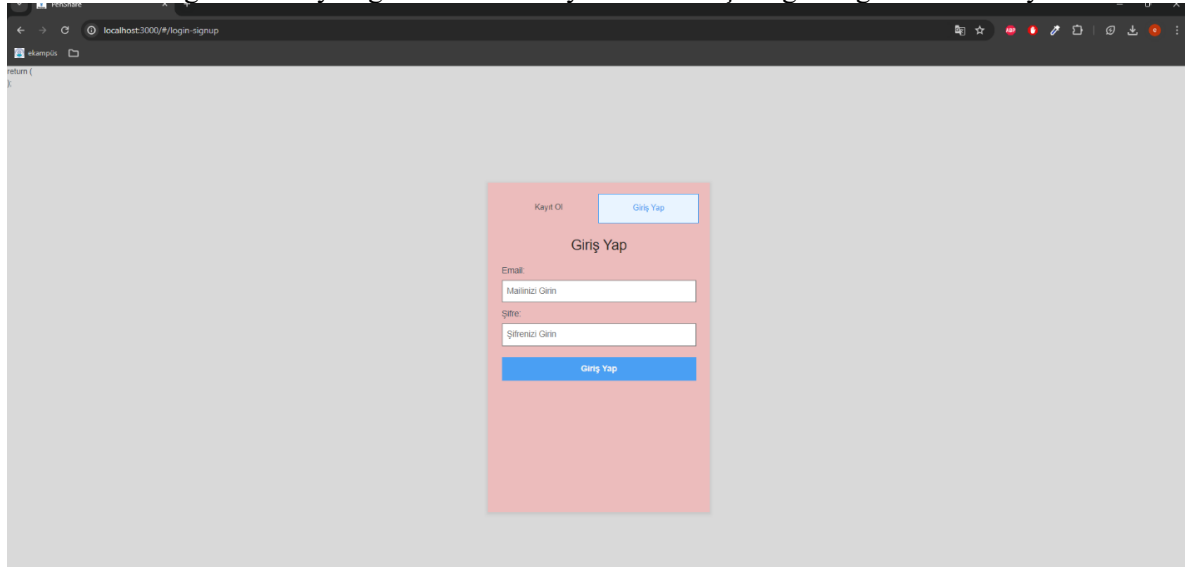 PenShare
localhost:3000/#/login-signup
ekampüs
return (
);
Kayıt Ol Giriş Yap
Giriş Yap
Email:
Mailinizi Girin
Şifre:
Şifrenizi Girin
Giriş Yap